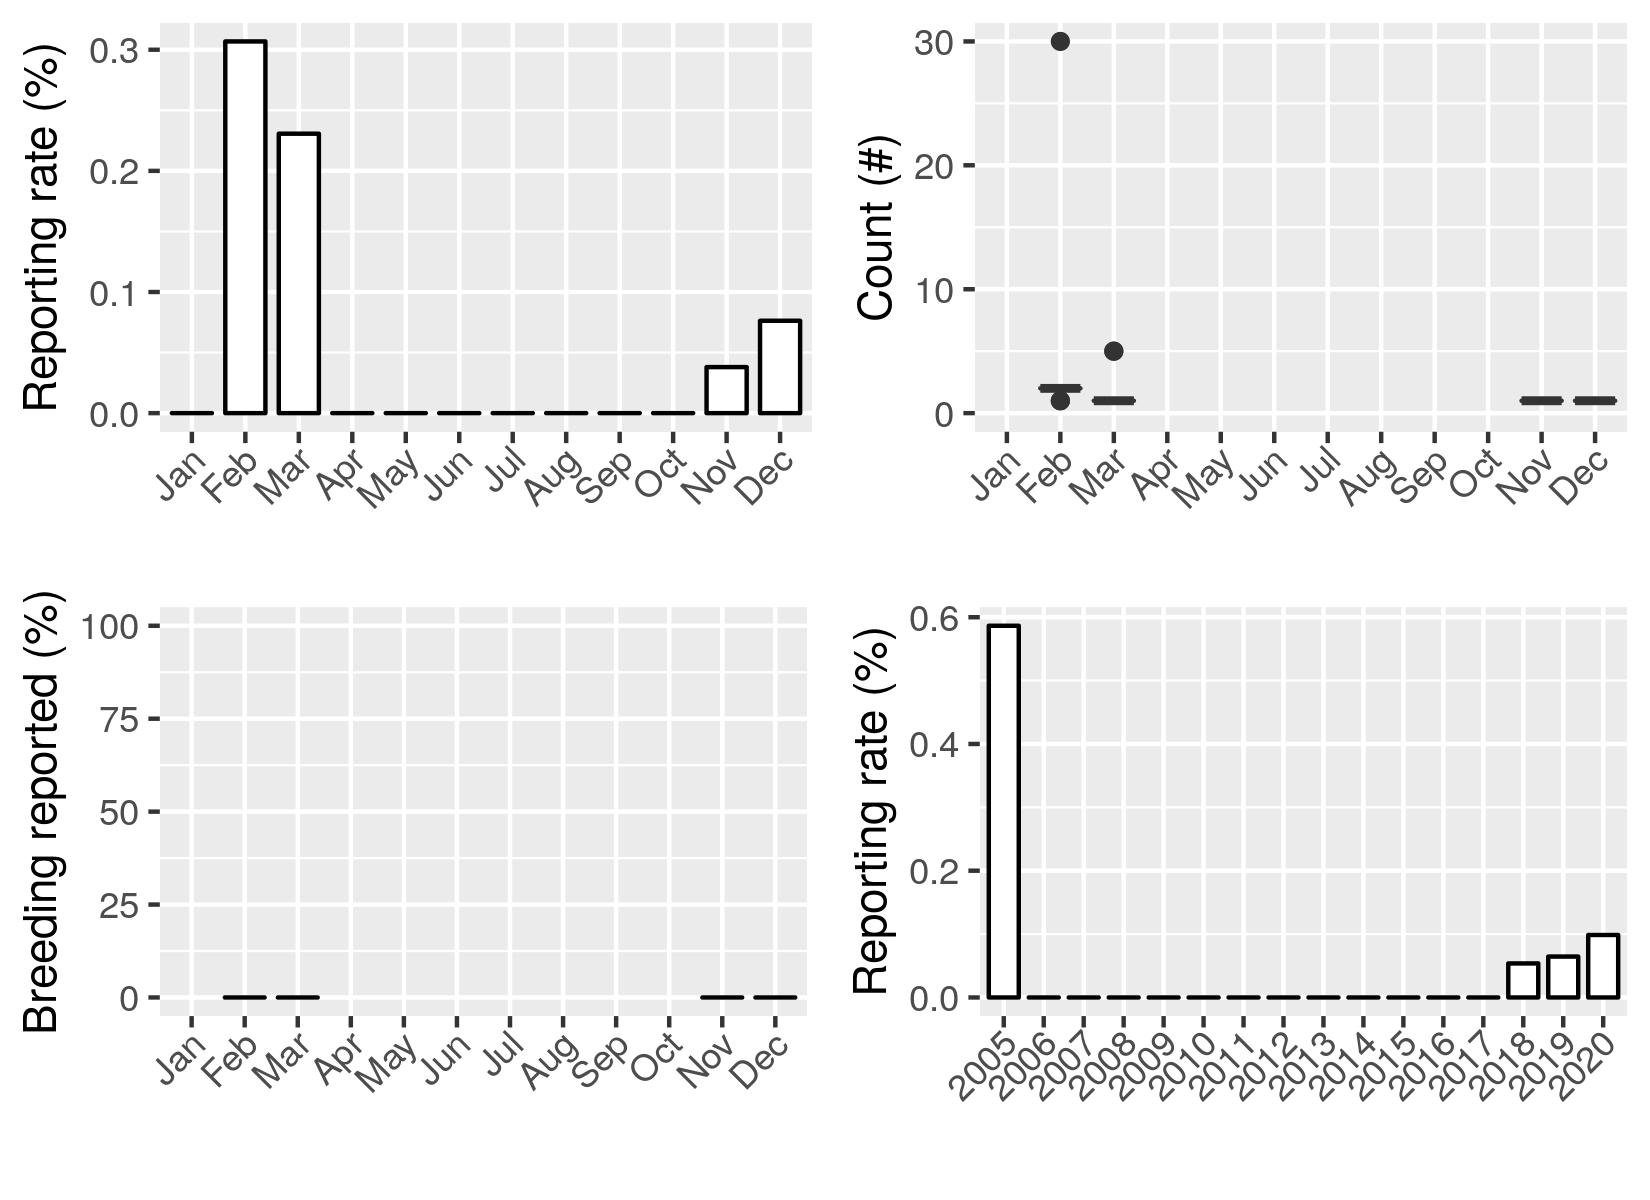 Reporting rate (%)
0.3
0.2
0.1
0.0
Jan Feb Mar Apr May Jun Jul Aug Sep Oct Nov Dec
Count (#)
30
20
10
0
Jan Feb Mar Apr May Jun Jul Aug Sep Oct Nov Dec
Breeding reported (%)
100
75
50
25
0
Jan Feb Mar Apr May Jun Jul Aug Sep Oct Nov Dec
Reporting rate (%)
0.6
0.4
0.2
0.0
2005 2006 2007 2008 2009 2010 2011 2012 2013 2014 2015 2016 2017 2018 2019 2020